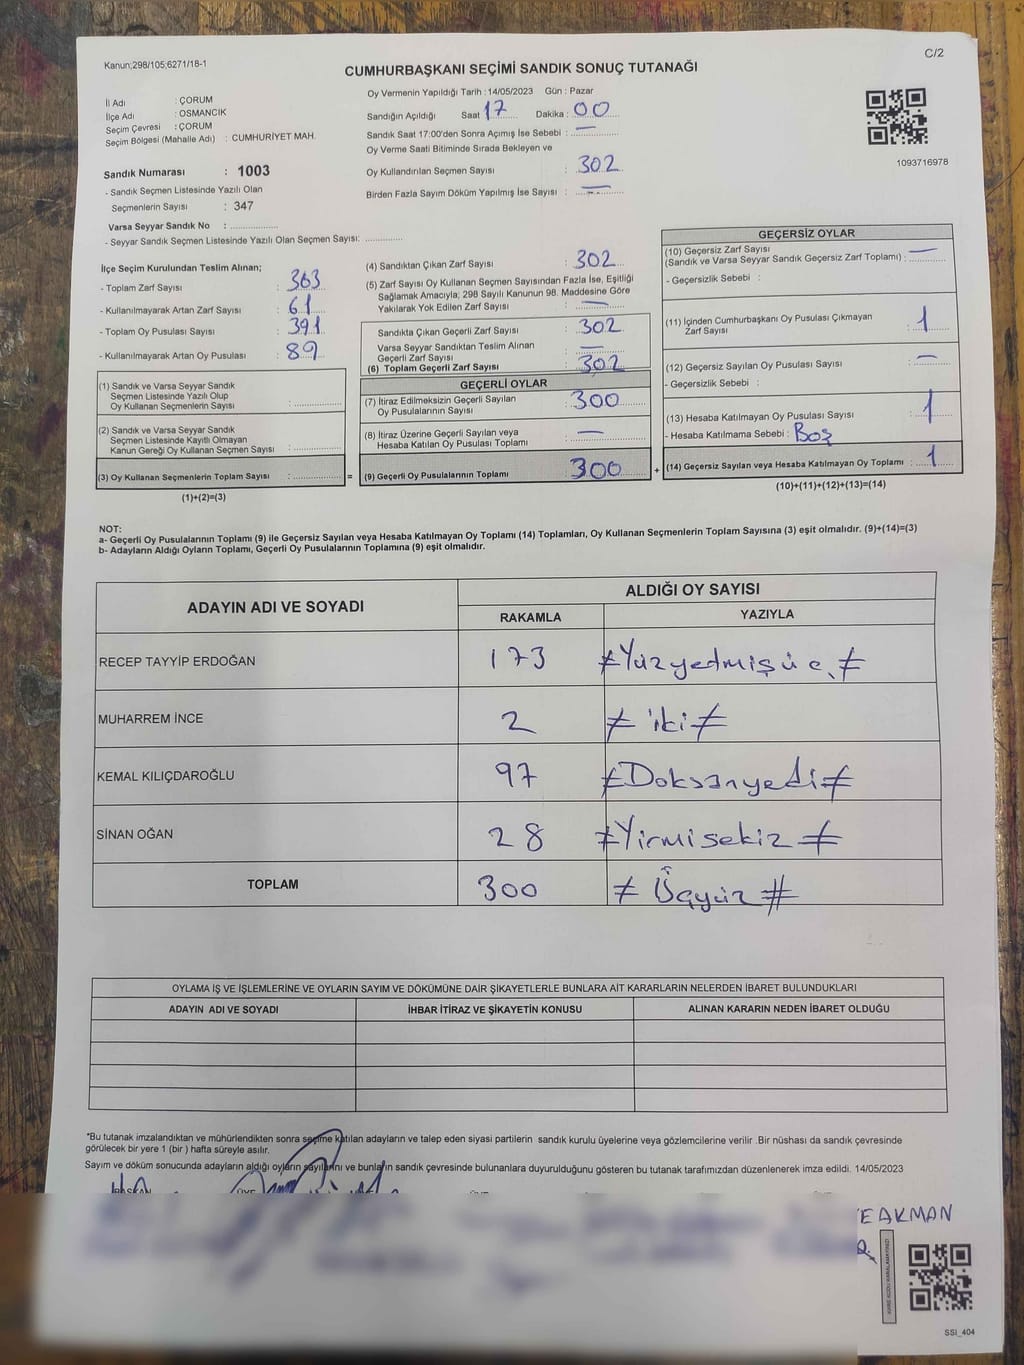 Kanun;298/105;6271/18-1
C/2
CUMHURBAŞKANI SEÇİMİ SANDIK SONUÇ TUTANAĞI
İl Adı : ÇORUM
İlçe Adı : OSMANCIK
Seçim Çevresi : ÇORUM
Seçim Bölgesi (Mahalle Adı) : CUMHURİYET MAH.
Sandık Numarası : 1003
- Sandık Seçmen Listesinde Yazılı Olan
Seçmenlerin Sayısı : 347
Varsa Seyyar Sandık No :
- Seyyar Sandık Seçmen Listesinde Yazılı Olan Seçmen Sayısı:
Oy Vermenin Yapıldığı Tarih : 14/05/2023 Gün : Pazar
Sandığın Açıldığı Saat 17 Dakika : 00
Sandık Saat 17:00'den Sonra Açımış İse Sebebi : —
Oy Verme Saati Bitiminde Sırada Bekleyen ve
Oy Kullandırılan Seçmen Sayısı : 302
Birden Fazla Sayım Döküm Yapılmış İse Sayısı : —
1093716978
İlçe Seçim Kurulundan Teslim Alınan;
- Toplam Zarf Sayısı : 363
- Kullanılmayarak Artan Zarf Sayısı : 61
- Toplam Oy Pusulası Sayısı : 391
- Kullanılmayarak Artan Oy Pusulası : 89
(1) Sandık ve Varsa Seyyar Sandık
Seçmen Listesinde Yazılı Olup
Oy Kullanan Seçmenlerin Sayısı :
(2) Sandık ve Varsa Seyyar Sandık
Seçmen Listesinde Kayıtlı Olmayan
Kanun Gereği Oy Kullanan Seçmen Sayısı :
(3) Oy Kullanan Seçmenlerin Toplam Sayısı : =
(1)+(2)=(3)
(4) Sandıktan Çıkan Zarf Sayısı : 302
(5) Zarf Sayısı Oy Kullanan Seçmen Sayısından Fazla İse, Eşitliği
Sağlamak Amacıyla; 298 Sayılı Kanunun 98. Maddesine Göre
Yakılarak Yok Edilen Zarf Sayısı : —
Sandıkta Çıkan Geçerli Zarf Sayısı : 302
Varsa Seyyar Sandıktan Teslim Alınan
Geçerli Zarf Sayısı : —
(6) Toplam Geçerli Zarf Sayısı : 302
GEÇERLİ OYLAR
(7) İtiraz Edilmeksizin Geçerli Sayılan
Oy Pusulalarının Sayısı : 300
(8) İtiraz Üzerine Geçerli Sayılan veya
Hesaba Katılan Oy Pusulası Toplamı : —
(9) Geçerli Oy Pusulalarının Toplamı : 300 +
GEÇERSİZ OYLAR
(10) Geçersiz Zarf Sayısı
(Sandık ve Varsa Seyyar Sandık Geçersiz Zarf Toplamı) : —
- Geçersizlik Sebebi :
(11) İçinden Cumhurbaşkanı Oy Pusulası Çıkmayan
Zarf Sayısı : 1
(12) Geçersiz Sayılan Oy Pusulası Sayısı : —
- Geçersizlik Sebebi :
(13) Hesaba Katılmayan Oy Pusulası Sayısı : 1
- Hesaba Katılmama Sebebi : Boş
(14) Geçersiz Sayılan veya Hesaba Katılmayan Oy Toplamı : 1
(10)+(11)+(12)+(13)=(14)
NOT:
a- Geçerli Oy Pusulalarının Toplamı (9) ile Geçersiz Sayılan veya Hesaba Katılmayan Oy Toplamı (14) Toplamları, Oy Kullanan Seçmenlerin Toplam Sayısına (3) eşit olmalıdır. (9)+(14)=(3)
b- Adayların Aldığı Oyların Toplamı, Geçerli Oy Pusulalarının Toplamına (9) eşit olmalıdır.
ADAYIN ADI VE SOYADI ALDIĞI OY SAYISI
RAKAMLA YAZIYLA
RECEP TAYYİP ERDOĞAN 173 #Yüzyedmişüç#
MUHARREM İNCE 2 #iki#
KEMAL KILIÇDAROĞLU 97 #Doksanyedi#
SİNAN OĞAN 28 #Yirmisekiz#
TOPLAM 300 #Üçyüz#
OYLAMA İŞ VE İŞLEMLERİNE VE OYLARIN SAYIM VE DÖKÜMÜNE DAİR ŞİKAYETLERLE BUNLARA AİT KARARLARIN NELERDEN İBARET BULUNDUKLARI
ADAYIN ADI VE SOYADI İHBAR İTİRAZ VE ŞİKAYETİN KONUSU ALINAN KARARIN NEDEN İBARET OLDUĞU
*Bu tutanak imzalandıktan ve mühürlendikten sonra seçime katılan adayların ve talep eden siyasi partilerin sandık kurulu üyelerine veya gözlemcilerine verilir .Bir nüshası da sandık çevresinde
görülecek bir yere 1 (bir ) hafta süreyle asılır.
Sayım ve döküm sonucunda adayların aldığı oyların sayılarını ve bunların sandık çevresinde bulunanlara duyurulduğunu gösteren bu tutanak tarafımızdan düzenlenerek imza edildi. 14/05/2023
BAŞKAN ÜYE
E AKMAN
SSİ_404